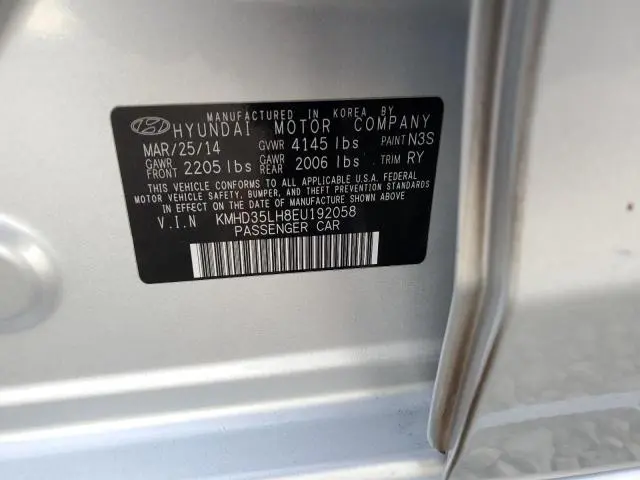 MANUFACTURED IN KOREA BY
HYUNDAI MOTOR COMPANY
MAR/25/14 GVWR 4145 lbs PAINT N3S
GAWR FRONT 2205 lbs GAWR REAR 2006 lbs TRIM RY
THIS VEHICLE CONFORMS TO ALL APPLICABLE U.S.A. FEDERAL
MOTOR VEHICLE SAFETY, BUMPER, AND THEFT PREVENTION STANDARDS
IN EFFECT ON THE DATE OF MANUFACTURE SHOWN ABOVE.
V.I.N KMHD35LH8EU192058
PASSENGER CAR